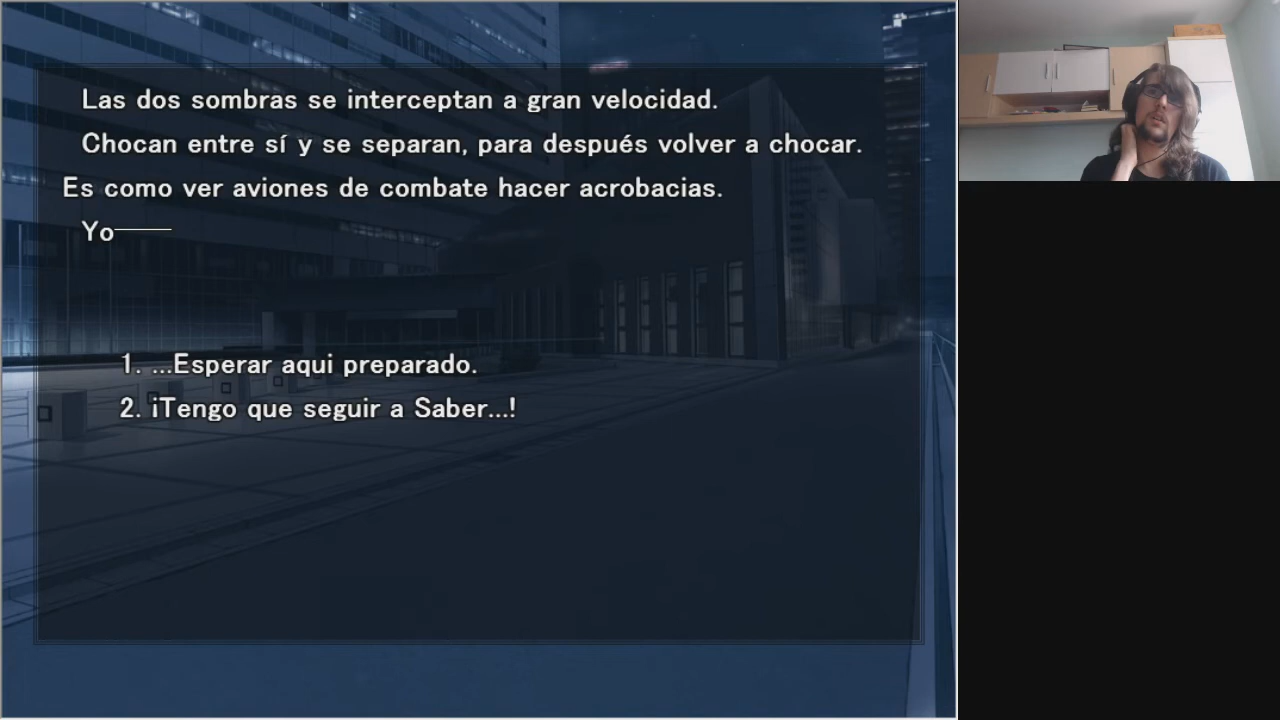 Las dos sombras se interceptan a gran velocidad.
Chocan entre sí y se separan, para después volver a chocar.
Es como ver aviones de combate hacer acrobacias.
Yo――
1. ...Esperar aqui preparado.
2. ¡Tengo que seguir a Saber...!